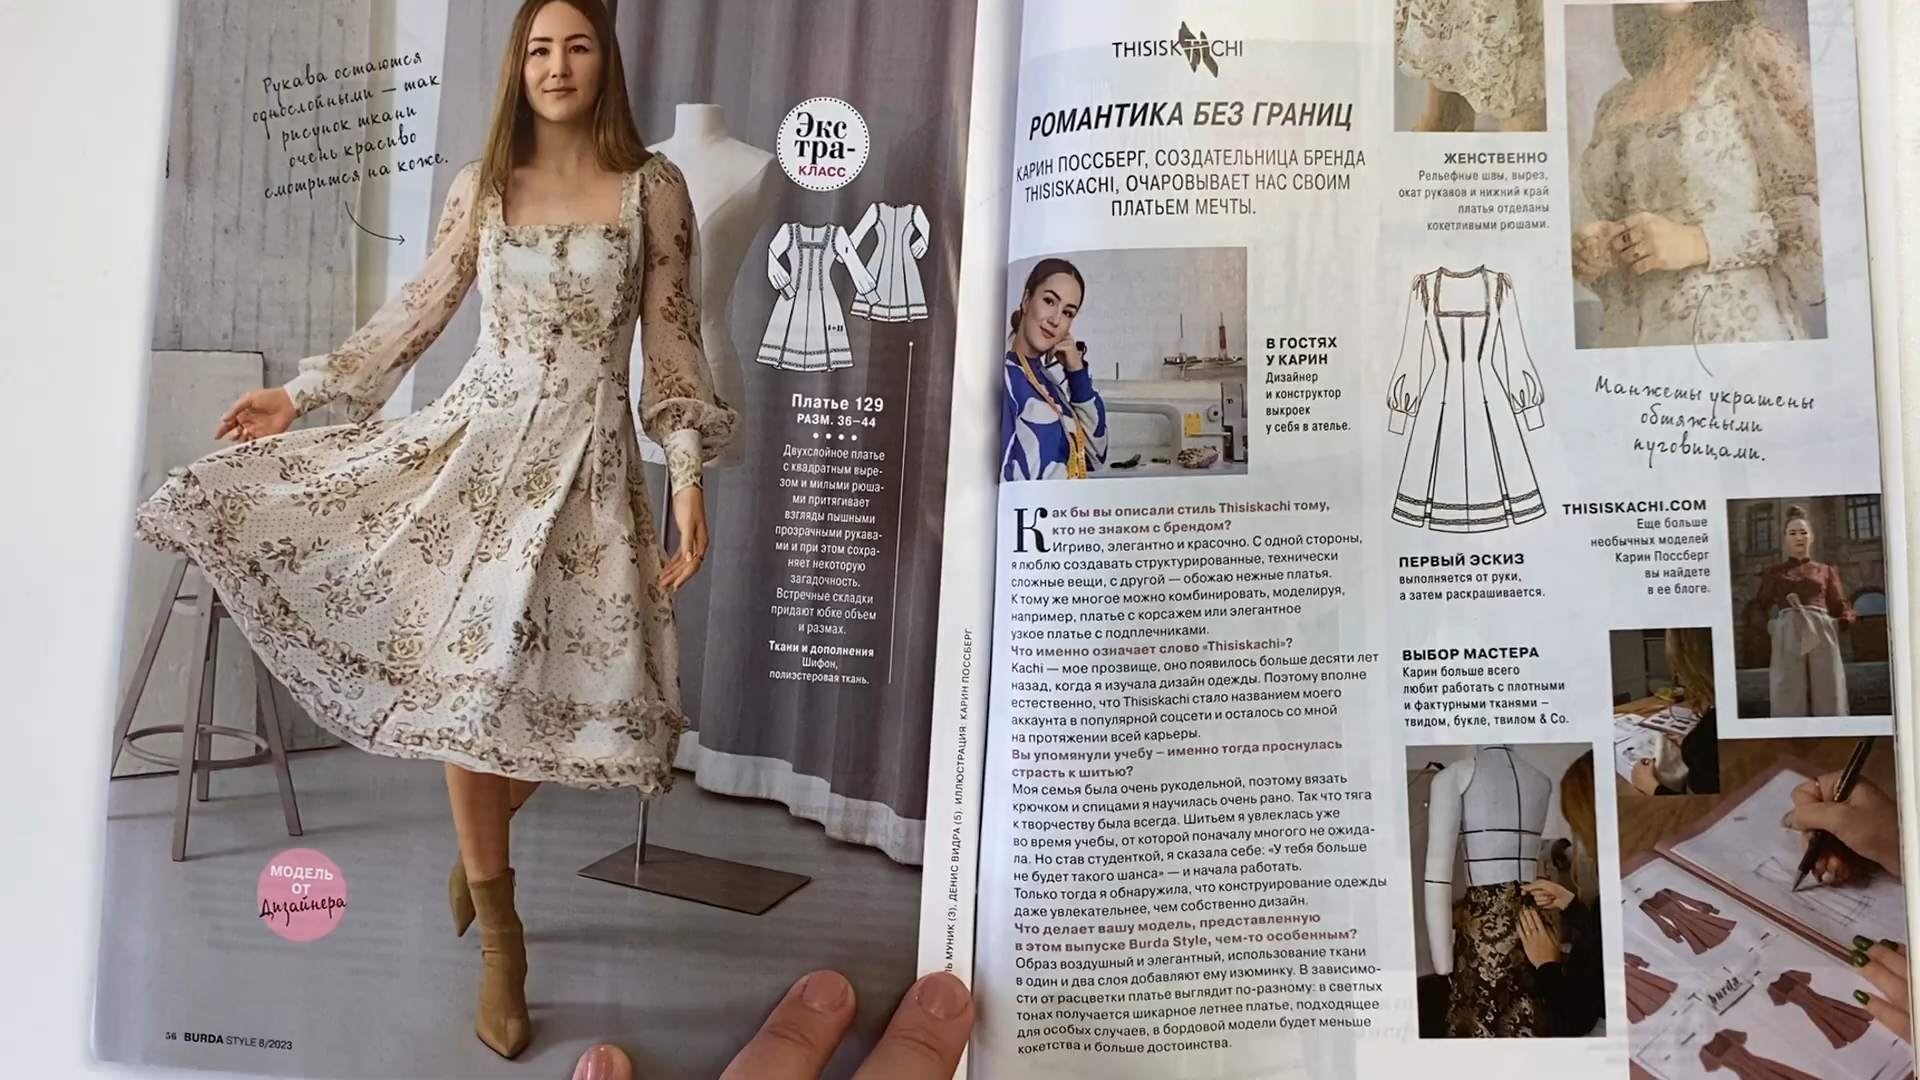 Рукава остаются
однослойными — так
рисунок ткани
очень красиво
смотрится на коже.
Экс
тра-
КЛАСС
I+II
Платье 129
РАЗМ. 36–44
Двухслойное платье
с квадратным выре-
зом и милыми рюша-
ми притягивает
взгляды пышными
прозрачными рукава-
ми и при этом сохра-
няет некоторую
загадочность.
Встречные складки
придают юбке объем
и размах.
Ткани и дополнения
Шифон,
полиэстеровая ткань.
МОДЕЛЬ
ОТ
Дизайнера
56 BURDA STYLE 8/2023
МУНИК (3), ДЕНИС ВИДРА (5). ИЛЛЮСТРАЦИЯ: КАРИН ПОССБЕРГ.
THISISKACHI
РОМАНТИКА БЕЗ ГРАНИЦ
КАРИН ПОССБЕРГ, СОЗДАТЕЛЬНИЦА БРЕНДА
THISISKACHI, ОЧАРОВЫВАЕТ НАС СВОИМ
ПЛАТЬЕМ МЕЧТЫ.
В ГОСТЯХ
У КАРИН
Дизайнер
и конструктор
выкроек
у себя в ателье.
Как бы вы описали стиль Thisiskachi тому,
кто не знаком с брендом?
Игриво, элегантно и красочно. С одной стороны,
я люблю создавать структурированные, технически
сложные вещи, с другой — обожаю нежные платья.
К тому же многое можно комбинировать, моделируя,
например, платье с корсажем или элегантное
узкое платье с подплечниками.
Что именно означает слово «Thisiskachi»?
Kachi — мое прозвище, оно появилось больше десяти лет
назад, когда я изучала дизайн одежды. Поэтому вполне
естественно, что Thisiskachi стало названием моего
аккаунта в популярной соцсети и осталось со мной
на протяжении всей карьеры.
Вы упомянули учебу – именно тогда проснулась
страсть к шитью?
Моя семья была очень рукодельной, поэтому вязать
крючком и спицами я научилась очень рано. Так что тяга
к творчеству была всегда. Шитьем я увлеклась уже
во время учебы, от которой поначалу многого не ожида-
ла. Но став студенткой, я сказала себе: «У тебя больше
не будет такого шанса» — и начала работать.
Только тогда я обнаружила, что конструирование одежды
даже увлекательнее, чем собственно дизайн.
Что делает вашу модель, представленную
в этом выпуске Burda Style, чем-то особенным?
Образ воздушный и элегантный, использование ткани
в один и два слоя добавляют ему изюминку. В зависимо-
сти от расцветки платье выглядит по-разному: в светлых
тонах получается шикарное летнее платье, подходящее
для особых случаев, в бордовой модели будет меньше
кокетства и больше достоинства.
ЖЕНСТВЕННО
Рельефные швы, вырез,
окат рукавов и нижний край
платья отделаны
кокетливыми рюшами.
Манжеты украшены
обтяжными
пуговицами.
ПЕРВЫЙ ЭСКИЗ
выполняется от руки,
а затем раскрашивается.
THISISKACHI.COM
Еще больше
необычных моделей
Карин Поссберг
вы найдете
в ее блоге.
ВЫБОР МАСТЕРА
Карин больше всего
любит работать с плотными
и фактурными тканями –
твидом, букле, твилом & Co.
burda